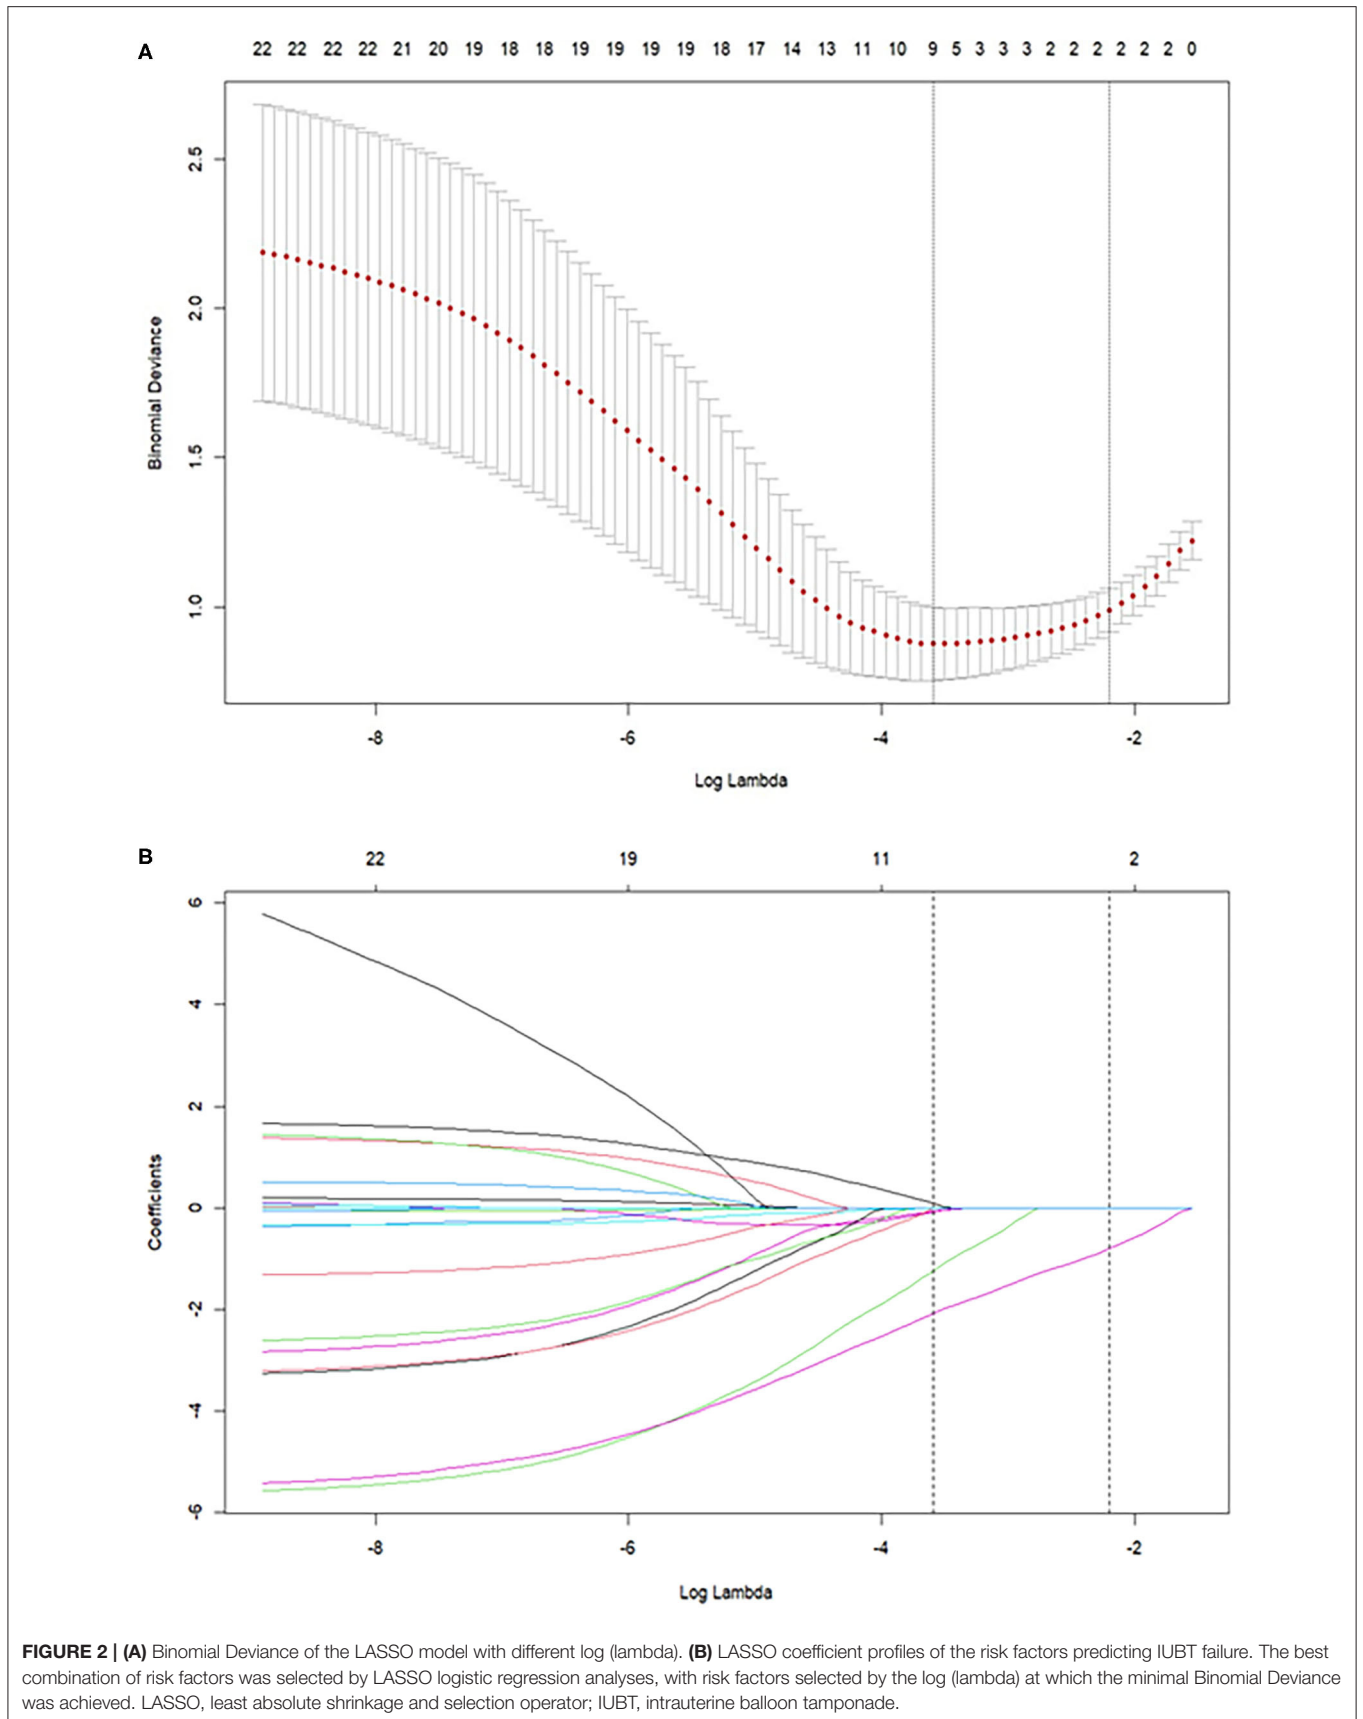 A
22 22 22 22 21 20 19 18 18 19 19 19 19 18 17 14 13 11 10 9 5 3 3 3 2 2 2 2 2 2 0
2.5
2.0
1.5
1.0
Binomial Deviance
-8 -6 -4 -2
Log Lambda
B
22 19 11 2
6
4
2
0
-2
-4
-6
Coefficients
-8 -6 -4 -2
Log Lambda
FIGURE 2 | (A) Binomial Deviance of the LASSO model with different log (lambda). (B) LASSO coefficient profiles of the risk factors predicting IUBT failure. The best
combination of risk factors was selected by LASSO logistic regression analyses, with risk factors selected by the log (lambda) at which the minimal Binomial Deviance
was achieved. LASSO, least absolute shrinkage and selection operator; IUBT, intrauterine balloon tamponade.